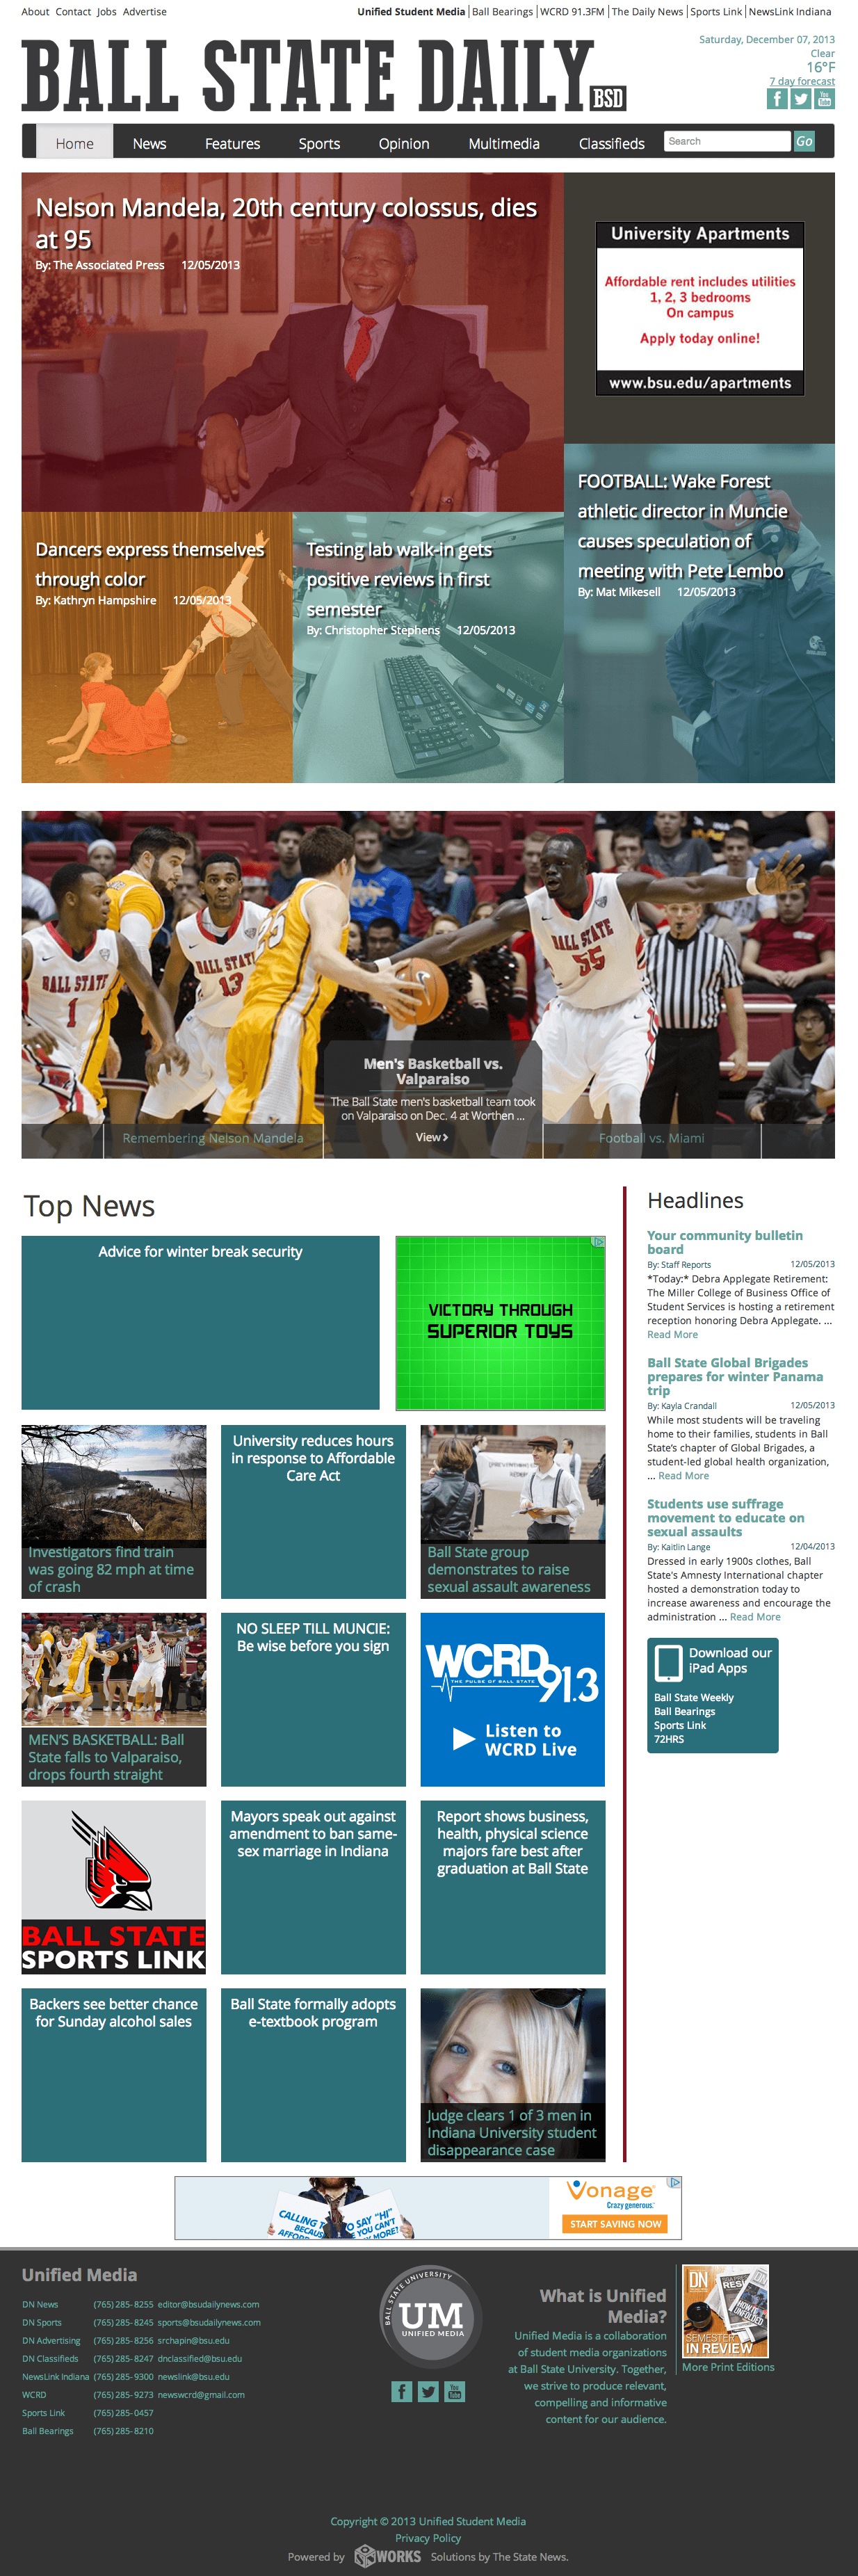 About Contact Jobs Advertise
Unified Student Media | Ball Bearings | WCRD 91.3FM | The Daily News | Sports Link | NewsLink Indiana
Saturday, December 07, 2013
Clear
16°F
7 day forecast
BALL STATE DAILY BSD
f
You Tube
Home News Features Sports Opinion Multimedia Classifieds Search Go
Nelson Mandela, 20th century colossus, dies
at 95
By: The Associated Press 12/05/2013
University Apartments
Affordable rent includes utilities
1, 2, 3 bedrooms
On campus
Apply today online!
www.bsu.edu/apartments
Dancers express themselves
through color
By: Kathryn Hampshire 12/05/2013
Testing lab walk-in gets
positive reviews in first
semester
By: Christopher Stephens 12/05/2013
FOOTBALL: Wake Forest
athletic director in Muncie
causes speculation of
meeting with Pete Lembo
By: Mat Mikesell 12/05/2013
BALL STATE
1
BALL STATE
13
BALL STATE
55
Men's Basketball vs.
Valparaiso
The Ball State men's basketball team took
on Valparaiso on Dec. 4 at Worthen ...
View
Remembering Nelson Mandela
Football vs. Miami
Top News
Advice for winter break security
VICTORY THROUGH
SUPERIOR TOYS
Investigators find train
was going 82 mph at time
of crash
University reduces hours
in response to Affordable
Care Act
Ball State group
demonstrates to raise
sexual assault awareness
MEN'S BASKETBALL: Ball
State falls to Valparaiso,
drops fourth straight
NO SLEEP TILL MUNCIE:
Be wise before you sign
WCRD 91.3
THE PULSE OF BALL STATE
Listen to
WCRD Live
BALL STATE
SPORTS LINK
Mayors speak out against
amendment to ban same-
sex marriage in Indiana
Report shows business,
health, physical science
majors fare best after
graduation at Ball State
Backers see better chance
for Sunday alcohol sales
Ball State formally adopts
e-textbook program
Judge clears 1 of 3 men in
Indiana University student
disappearance case
Headlines
Your community bulletin
board
By: Staff Reports 12/05/2013
*Today:* Debra Applegate Retirement:
The Miller College of Business Office of
Student Services is hosting a retirement
reception honoring Debra Applegate. ...
Read More
Ball State Global Brigades
prepares for winter Panama
trip
By: Kayla Crandall 12/05/2013
While most students will be traveling
home to their families, students in Ball
State's chapter of Global Brigades, a
student-led global health organization,
... Read More
Students use suffrage
movement to educate on
sexual assaults
By: Kaitlin Lange 12/04/2013
Dressed in early 1900s clothes, Ball
State's Amnesty International chapter
hosted a demonstration today to
increase awareness and encourage the
administration ... Read More
Download our
iPad Apps
Ball State Weekly
Ball Bearings
Sports Link
72HRS
Vonage
Crazy generous.
START SAVING NOW
Unified Media
DN News (765) 285-8255 editor@bsudailynews.com
DN Sports (765) 285-8245 sports@bsudailynews.com
DN Advertising (765) 285-8256 srchapin@bsu.edu
DN Classifieds (765) 285-8247 dnclassified@bsu.edu
NewsLink Indiana (765) 285-9300 newslink@bsu.edu
WCRD (765) 285-9273 newswcrd@gmail.com
Sports Link (765) 285-0457
Ball Bearings (765) 285-8210
BALL STATE UNIVERSITY
UM
UNIFIED MEDIA
f
You Tube
What is Unified
Media?
Unified Media is a collaboration
of student media organizations
at Ball State University. Together,
we strive to produce relevant,
compelling and informative
content for our audience.
DN
SEMESTER
IN REVIEW
More Print Editions
Copyright © 2013 Unified Student Media
Privacy Policy
Powered by SNWORKS Solutions by The State News.